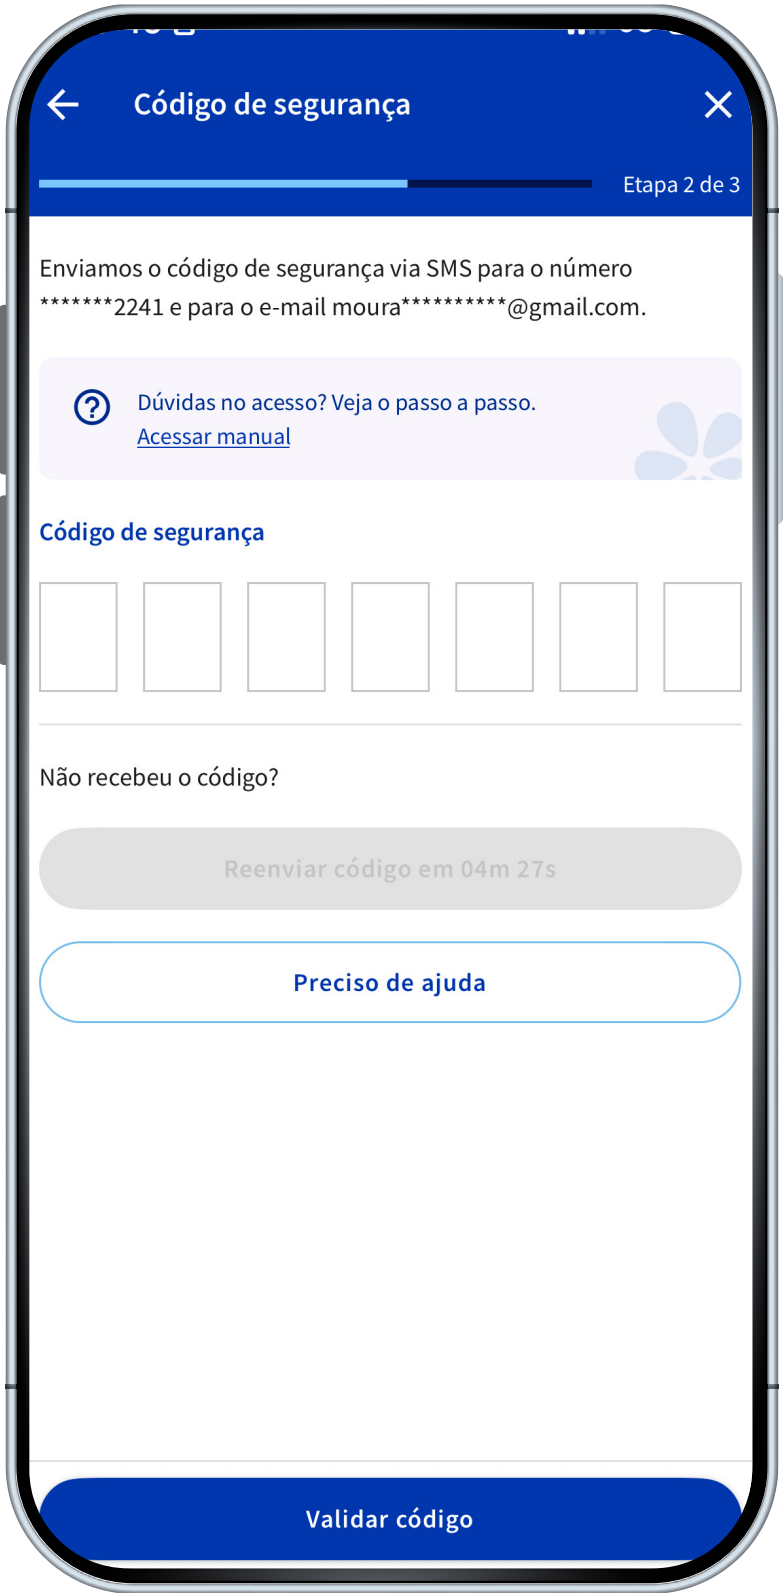 Código de segurança
Etapa 2 de 3
Enviamos o código de segurança via SMS para o número
*******2241 e para o e-mail moura**********@gmail.com.
Dúvidas no acesso? Veja o passo a passo.
Acessar manual
Código de segurança
Não recebeu o código?
Reenviar código em 04m 27s
Preciso de ajuda
Validar código